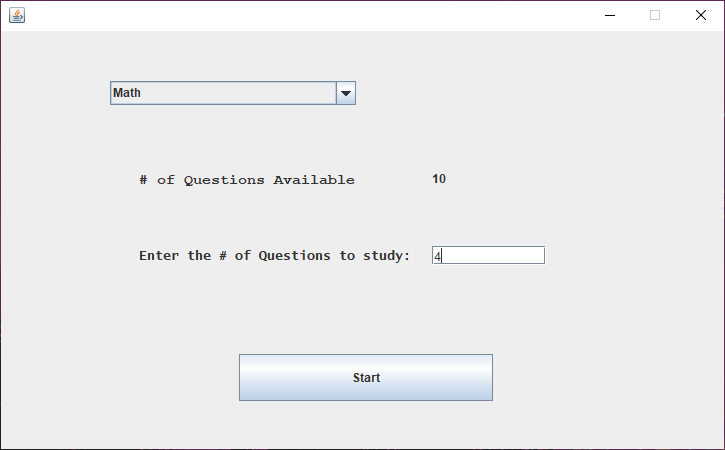 Math
# of Questions Available 10
Enter the # of Questions to study: 4
Start